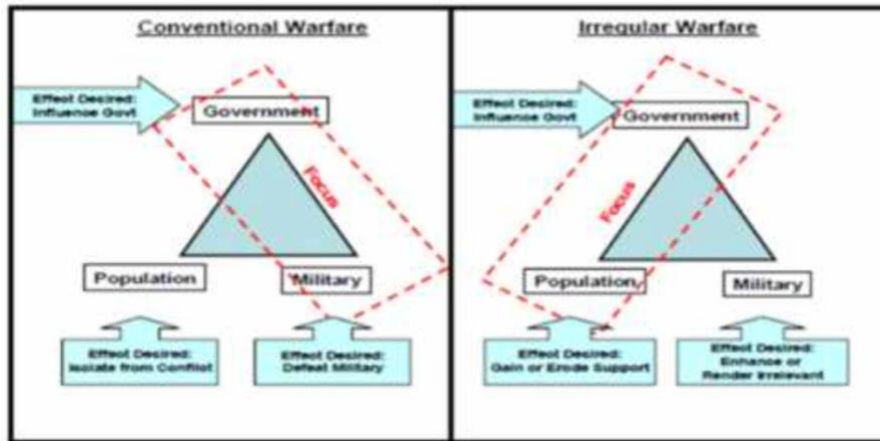 Conventional Warfare
Effect Desired:
Influence Govt
Government
Focus
Population
Military
Effect Desired:
Isolate from Conflict
Effect Desired:
Defeat Military
Irregular Warfare
Effect Desired:
Influence Govt
Government
Focus
Population
Military
Effect Desired:
Gain or Erode Support
Effect Desired:
Enhance or
Render Irrelevant